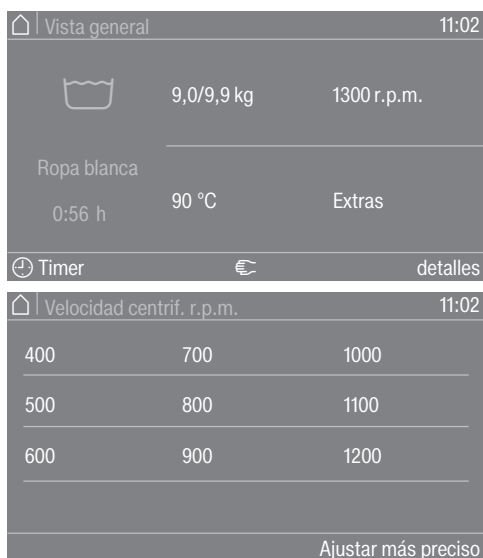 Vista general 11:02
9,0/9,9 kg 1300 r.p.m.
Ropa blanca
90 °C Extras
0:56 h
Timer detalles
Velocidad centrif. r.p.m. 11:02
400 700 1000
500 800 1100
600 900 1200
Ajustar más preciso